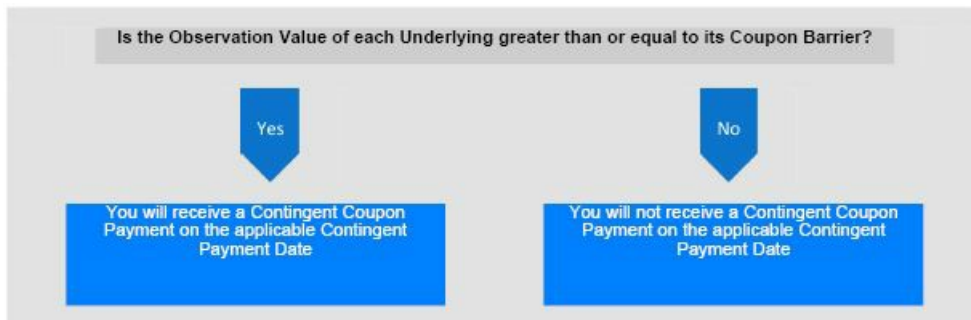 Is the Observation Value of each Underlying greater than or equal to its Coupon Barrier?
Yes
No
You will receive a Contingent Coupon
Payment on the applicable Contingent
Payment Date
You will not receive a Contingent Coupon
Payment on the applicable Contingent
Payment Date